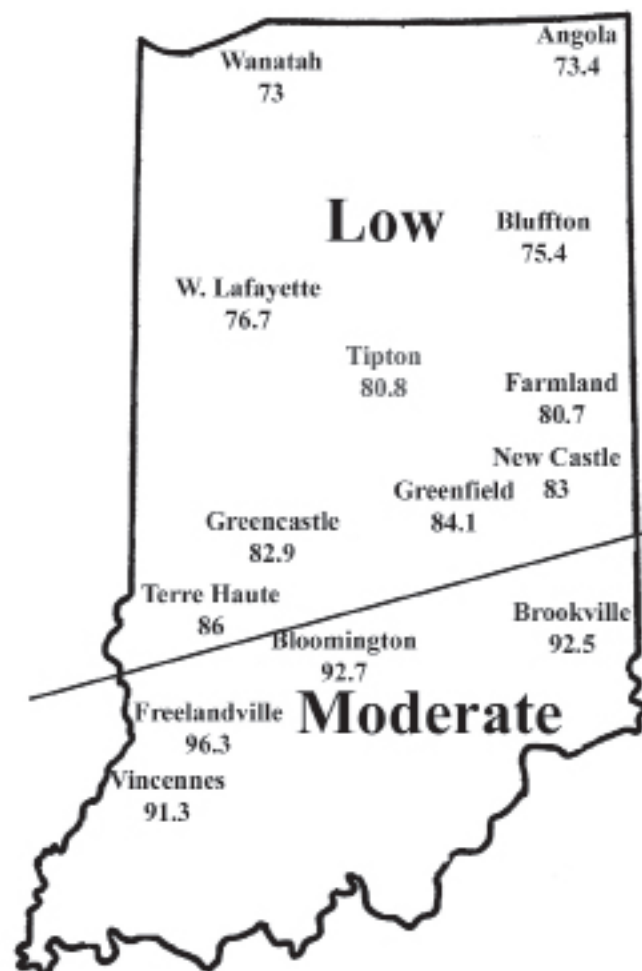 Angola
73.4
Wanatah
73
Low
Bluffton
75.4
W. Lafayette
76.7
Tipton
80.8
Farmland
80.7
New Castle
83
Greenfield
84.1
Greencastle
82.9
Terre Haute
86
Brookville
92.5
Bloomington
92.7
Moderate
Freelandville
96.3
Vincennes
91.3